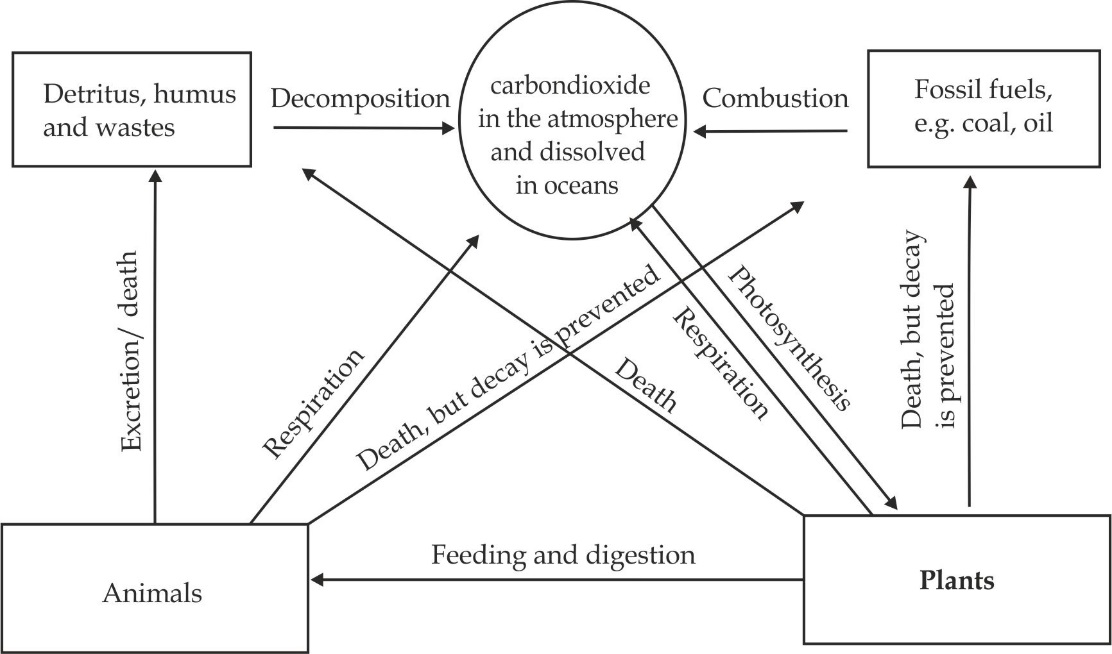 Detritus, humus
and wastes
Decomposition
carbondioxide
in the atmosphere
and dissolved
in oceans
Combustion
Fossil fuels,
e.g. coal, oil
Excretion/ death
Respiration
Death, but decay is prevented
Death
Respiration
Photosynthesis
Death, but decay
is prevented
Animals
Feeding and digestion
Plants